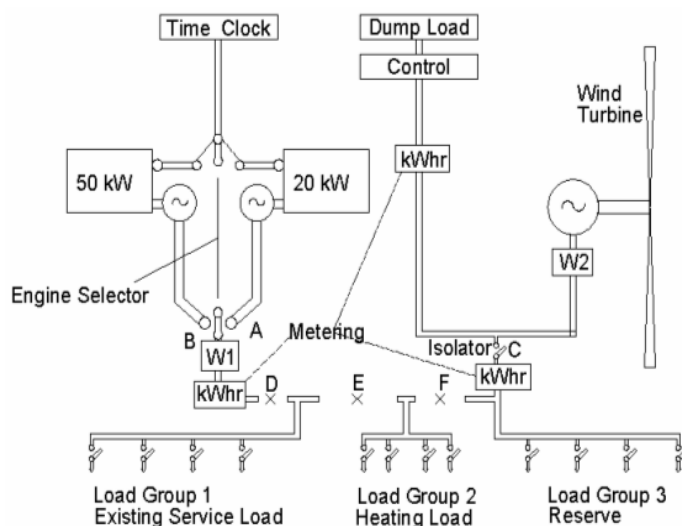 Time Clock
Dump Load
Control
Wind
Turbine
kWhr
50 kW
20 kW
W2
Engine Selector
B
A
Metering
Isolator
C
W1
kWhr
kWhr
D
E
F
Load Group 1
Existing Service Load
Load Group 2
Heating Load
Load Group 3
Reserve